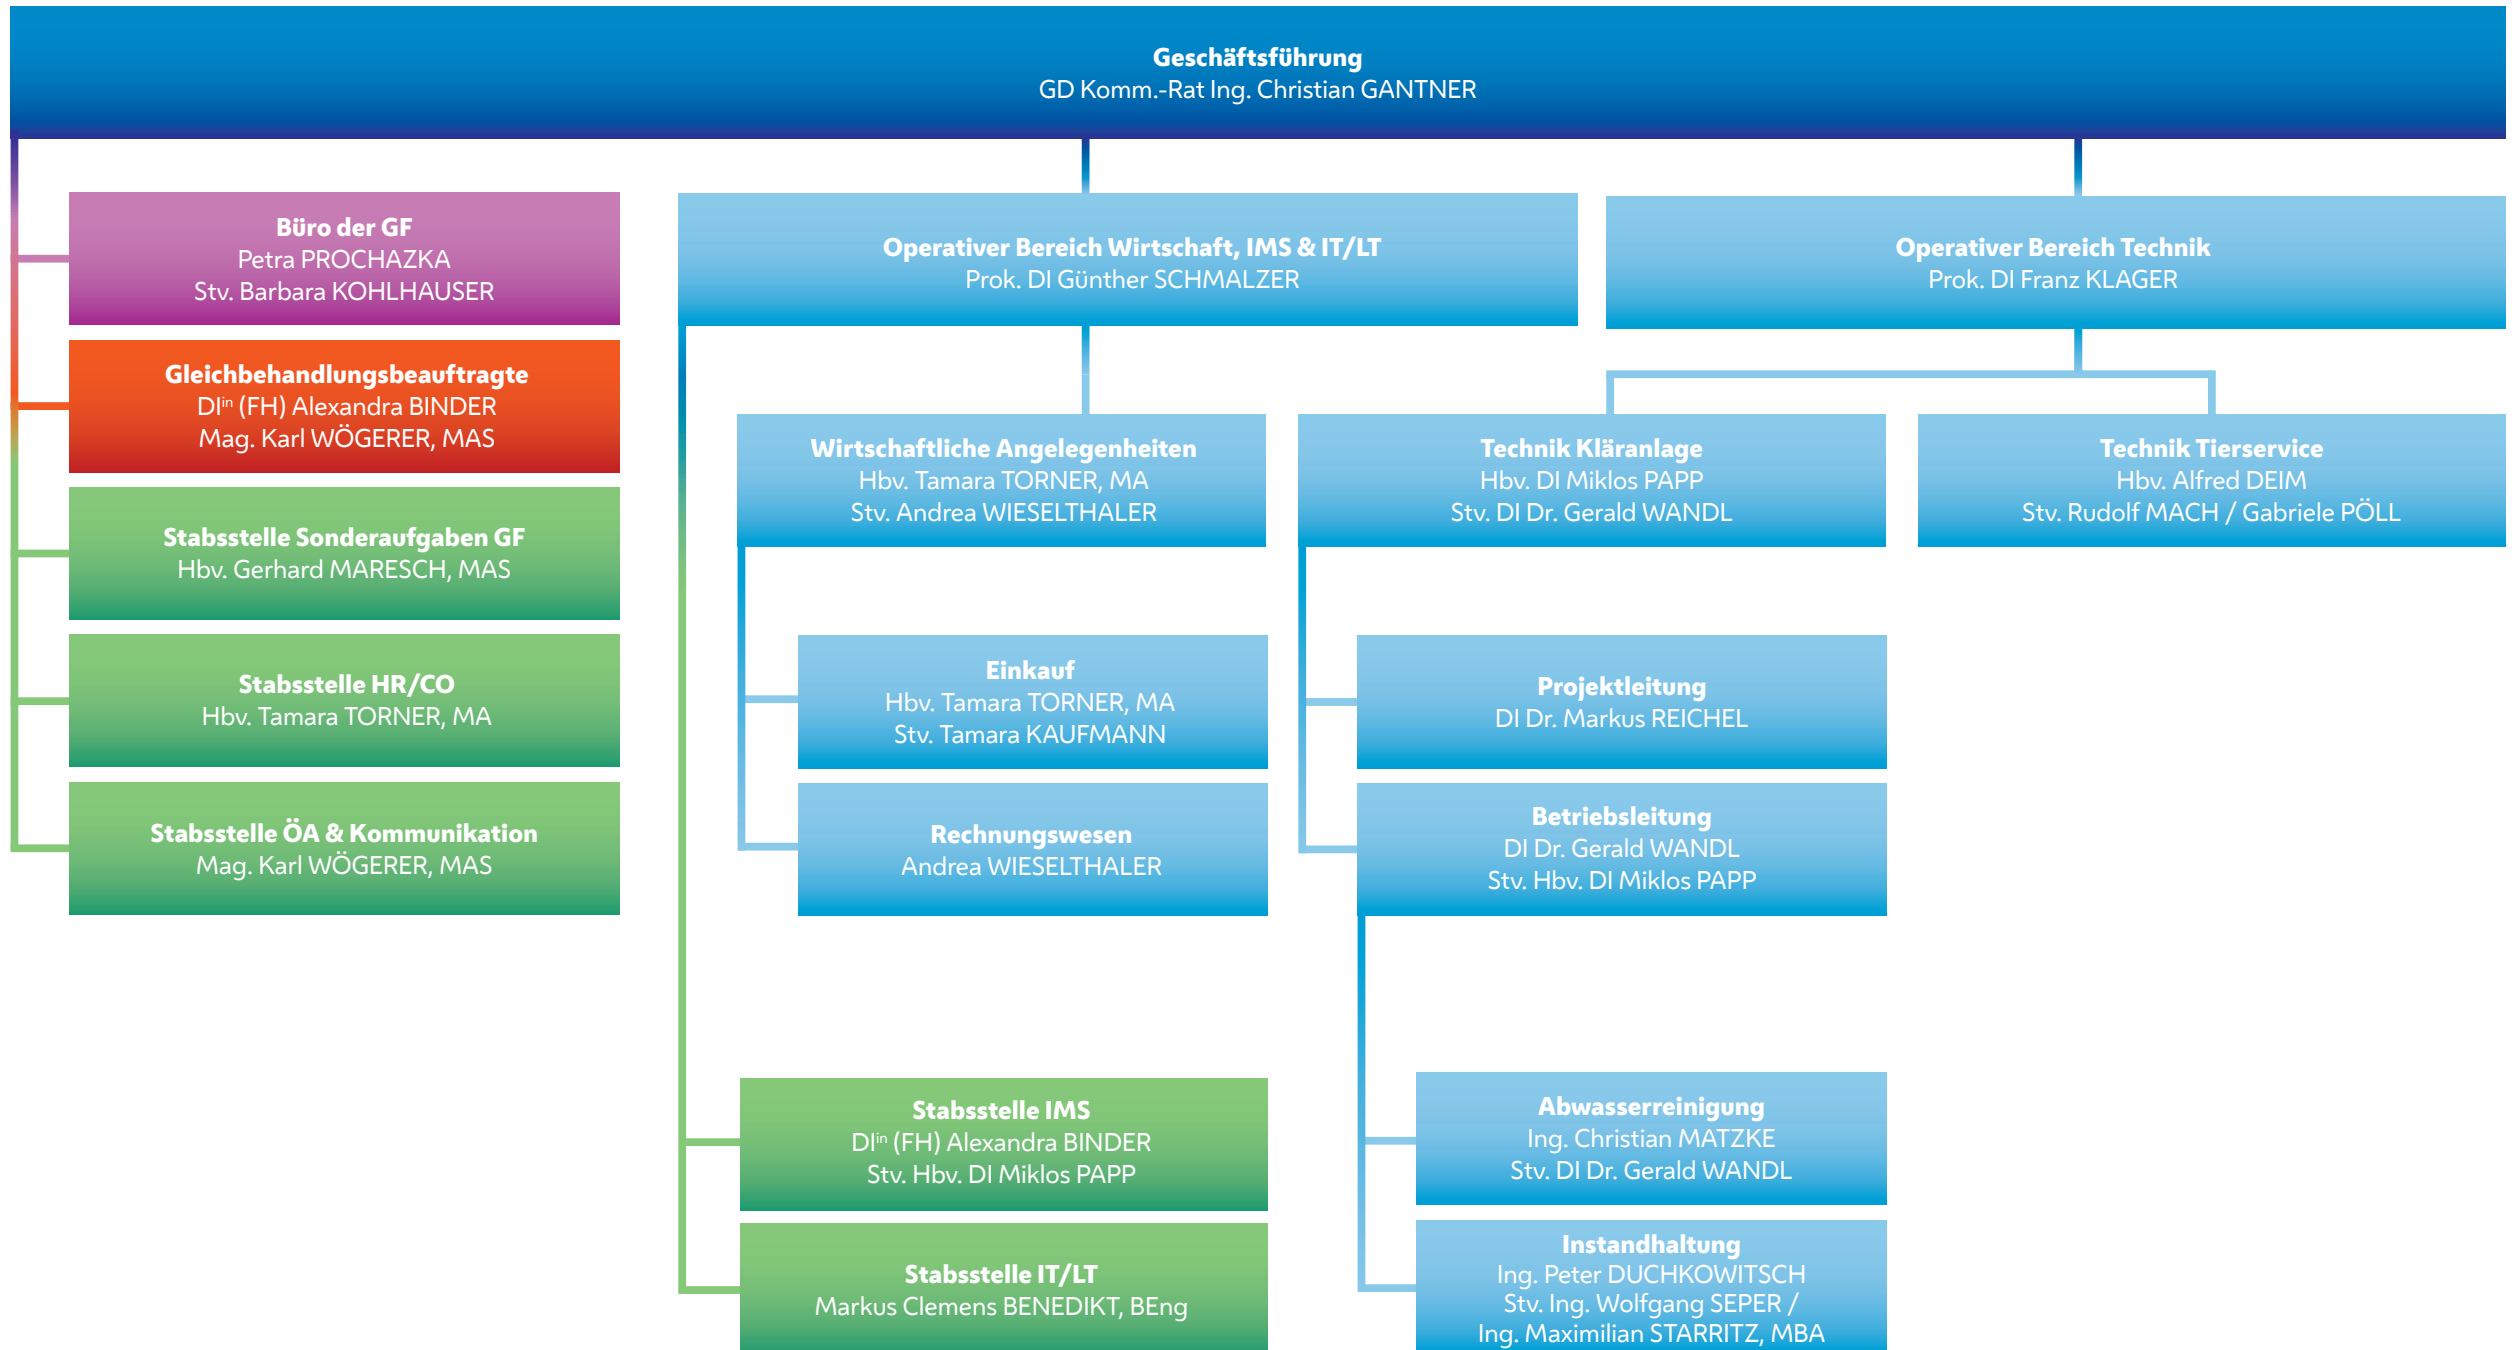 Geschäftsführung
GD Komm.-Rat Ing. Christian GANTNER
Büro der GF
Petra PROCHAZKA
Stv. Barbara KOHLHAUSER
Gleichbehandlungsbeauftragte
DIⁱⁿ (FH) Alexandra BINDER
Mag. Karl WÖGERER, MAS
Stabsstelle Sonderaufgaben GF
Hbv. Gerhard MARESCH, MAS
Stabsstelle HR/CO
Hbv. Tamara TORNER, MA
Stabsstelle ÖA & Kommunikation
Mag. Karl WÖGERER, MAS
Operativer Bereich Wirtschaft, IMS & IT/LT
Prok. DI Günther SCHMALZER
Wirtschaftliche Angelegenheiten
Hbv. Tamara TORNER, MA
Stv. Andrea WIESELTHALER
Einkauf
Hbv. Tamara TORNER, MA
Stv. Tamara KAUFMANN
Rechnungswesen
Andrea WIESELTHALER
Stabsstelle IMS
DIⁱⁿ (FH) Alexandra BINDER
Stv. Hbv. DI Miklos PAPP
Stabsstelle IT/LT
Markus Clemens BENEDIKT, BEng
Operativer Bereich Technik
Prok. DI Franz KLAGER
Technik Kläranlage
Hbv. DI Miklos PAPP
Stv. DI Dr. Gerald WANDL
Projektleitung
DI Dr. Markus REICHEL
Betriebsleitung
DI Dr. Gerald WANDL
Stv. Hbv. DI Miklos PAPP
Abwasserreinigung
Ing. Christian MATZKE
Stv. DI Dr. Gerald WANDL
Instandhaltung
Ing. Peter DUCHKOWITSCH
Stv. Ing. Wolfgang SEPER /
Ing. Maximilian STARRITZ, MBA
Technik Tierservice
Hbv. Alfred DEIM
Stv. Rudolf MACH / Gabriele PÖLL